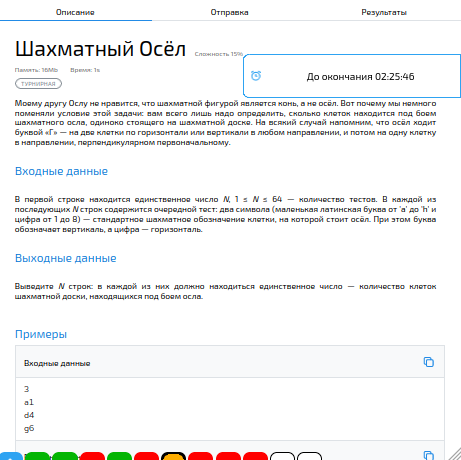 Описание Отправка Результаты
Шахматный Осёл Сложность 15%
Память: 16Mb Время: 1s
До окончания 02:25:46
ТУРНИРНАЯ
Моему другу Ослу не нравится, что шахматной фигурой является конь, а не осёл. Вот почему мы немного
поменяли условие этой задачи: вам всего лишь надо определить, сколько клеток находится под боем
шахматного осла, одиноко стоящего на шахматной доске. На всякий случай напомним, что осёл ходит
буквой «Г» — на две клетки по горизонтали или вертикали в любом направлении, и потом на одну клетку
в направлении, перпендикулярном первоначальному.
Входные данные
В первой строке находится единственное число N, 1 ≤ N ≤ 64 — количество тестов. В каждой из
последующих N строк содержится очередной тест: два символа (маленькая латинская буква от 'a' до 'h' и
цифра от 1 до 8) — стандартное шахматное обозначение клетки, на которой стоит осёл. При этом буква
обозначает вертикаль, а цифра — горизонталь.
Выходные данные
Выведите N строк: в каждой из них должно находиться единственное число — количество клеток
шахматной доски, находящихся под боем осла.
Примеры
Входные данные
3
a1
d4
g6